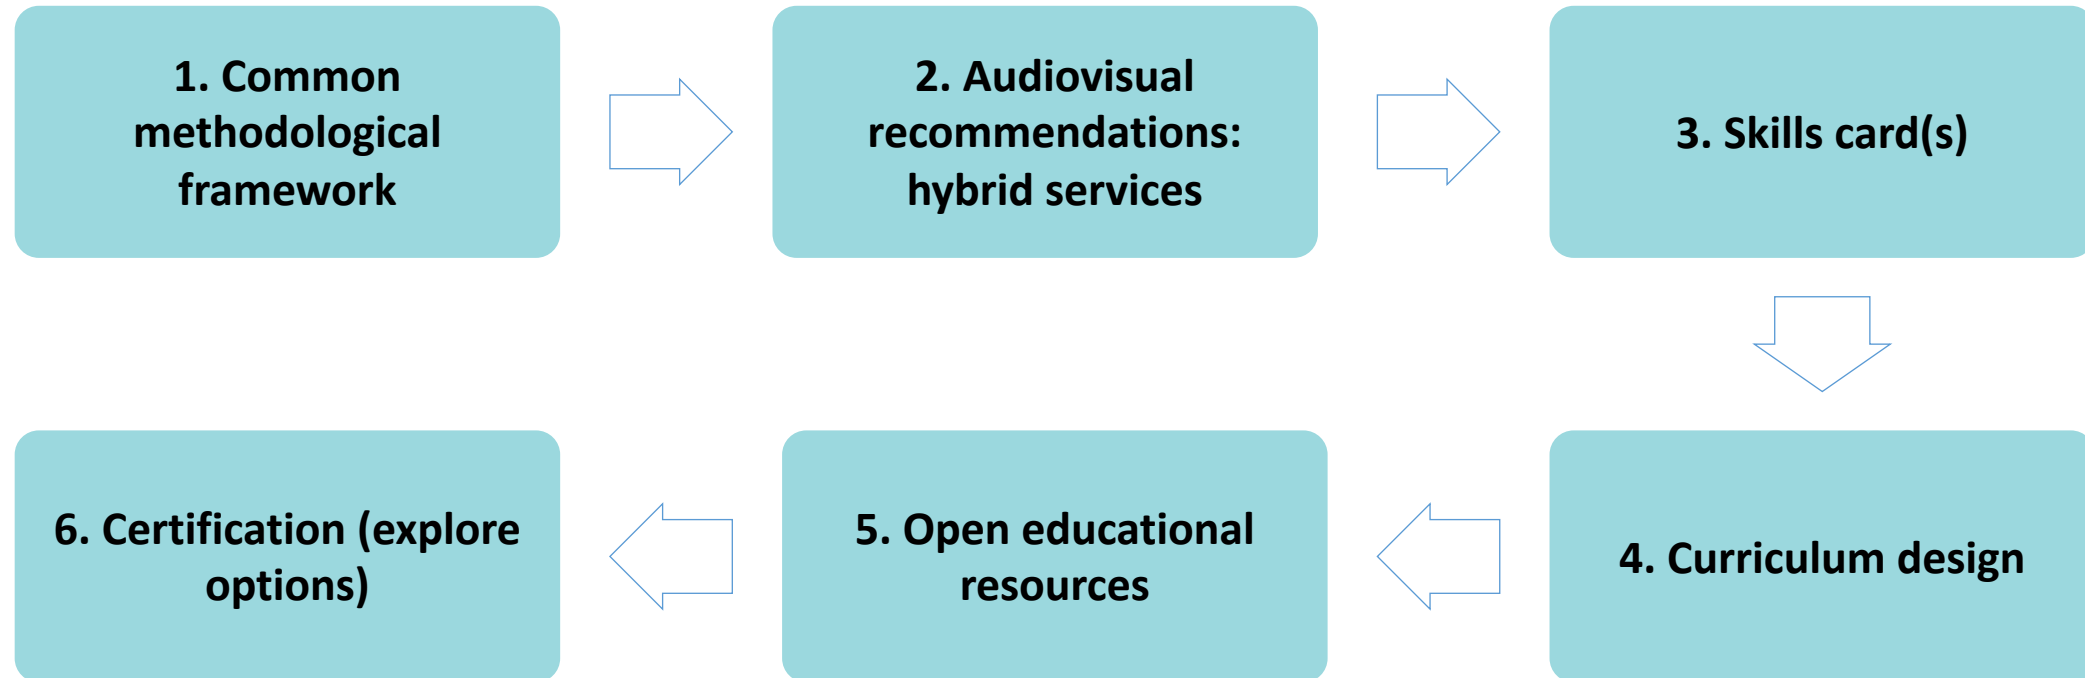 1. Common
methodological
framework
2. Audiovisual
recommendations:
hybrid services
3. Skills card(s)
4. Curriculum design
5. Open educational
resources
6. Certification (explore
options)